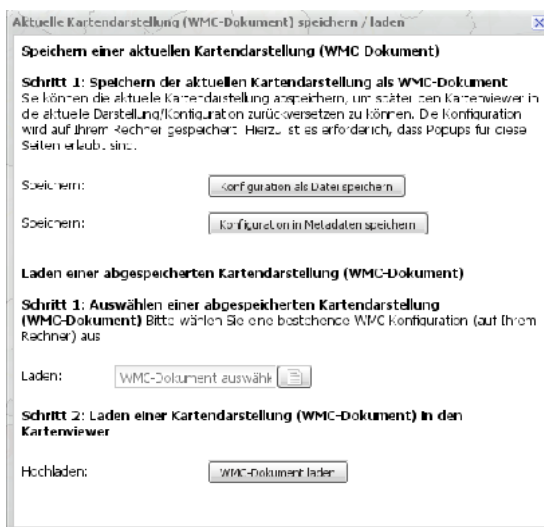 Aktuelle Kartendarstellung (WMC-Dokument) speichern / laden
Speichern einer aktuellen Kartendarstellung (WMC Dokument)
Schritt 1: Speichern der aktuellen Kartendarstellung als WMC-Dokument
Sie können die aktuelle Kartendarstellung abspeichern, um später den Kartenviewer in
die aktuelle Darstellung/Konfiguration zurückversetzen zu können. Die Konfiguration
wird auf Ihrem Rechner gespeichert. Hierzu ist es erforderlich, dass Popups für diese
Seiten erlaubt sind.
Speichern:
Konfiguration als Datei speichern
Speichern:
Konfiguration in Metadaten speichern
Laden einer abgespeicherten Kartendarstellung (WMC-Dokument)
Schritt 1: Auswählen einer abgespeicherten Kartendarstellung
(WMC-Dokument) Bitte wählen Sie eine bestehende WMC Konfiguration (auf Ihrem
Rechner) aus
Laden:
WMC-Dokument auswähl
Schritt 2: Laden einer Kartendarstellung (WMC-Dokument) in den
Kartenviewer
Hochladen:
WMC-Dokument laden